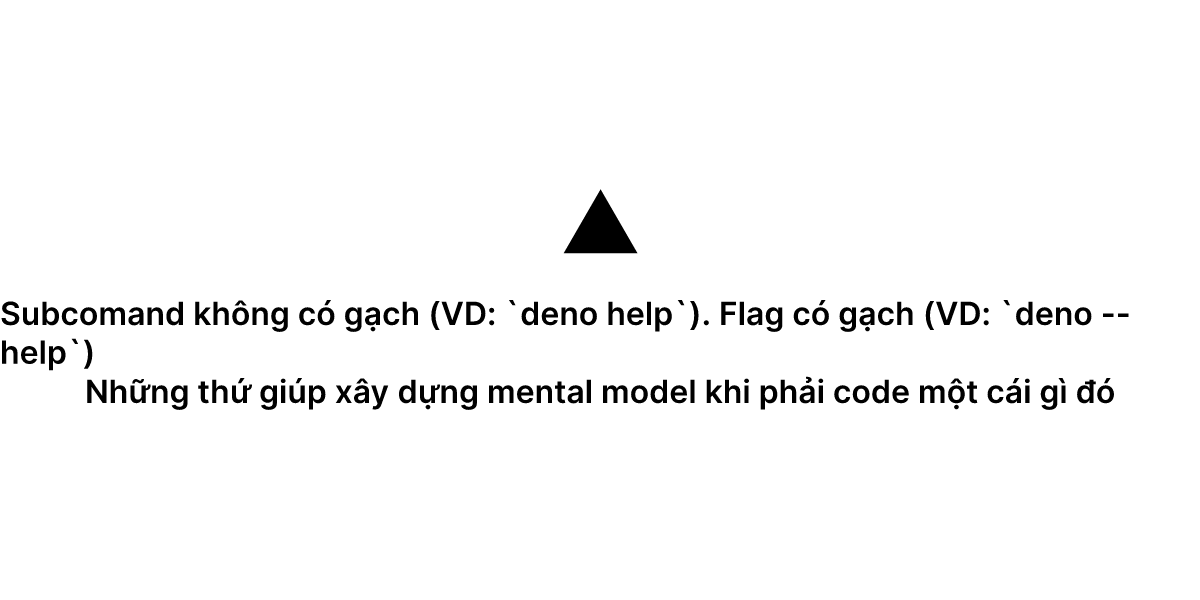 Subcomand không có gạch (VD: `deno help`). Flag có gạch (VD: `deno --
help`)
Những thứ giúp xây dựng mental model khi phải code một cái gì đó